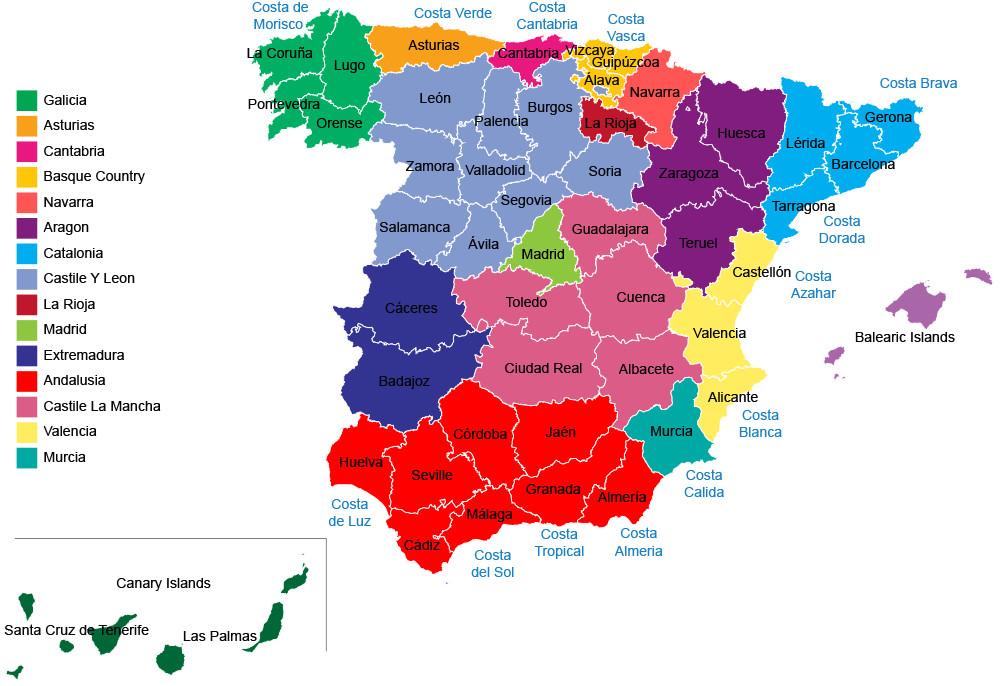 Costa de
Morisco
Costa Verde
Costa
Cantabria
Costa
Vasca
La Coruña
Lugo
Asturias
Cantabria
Vizcaya
Guipúzcoa
Álava
Navarra
Pontevedra
Orense
León
Palencia
Burgos
La Rioja
Huesca
Lérida
Gerona
Costa Brava
Barcelona
Zamora
Valladolid
Soria
Zaragoza
Tarragona
Costa
Dorada
Segovia
Salamanca
Ávila
Madrid
Guadalajara
Teruel
Castellón
Costa
Azahar
Cáceres
Toledo
Cuenca
Valencia
Balearic Islands
Badajoz
Ciudad Real
Albacete
Alicante
Costa
Blanca
Huelva
Seville
Córdoba
Jaén
Murcia
Costa
Calida
Granada
Almería
Málaga
Cádiz
Costa
de Luz
Costa
del Sol
Costa
Tropical
Costa
Almeria
Galicia
Asturias
Cantabria
Basque Country
Navarra
Aragon
Catalonia
Castile Y Leon
La Rioja
Madrid
Extremadura
Andalusia
Castile La Mancha
Valencia
Murcia
Canary Islands
Santa Cruz de Tenerife
Las Palmas